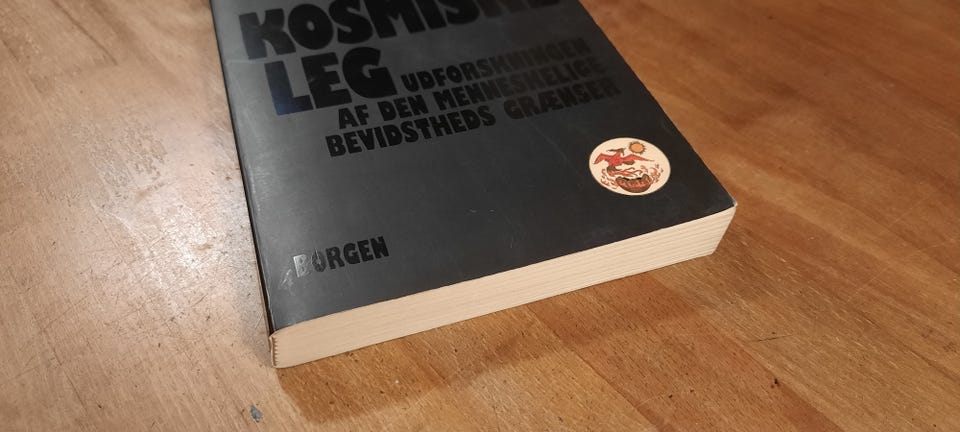 KOSMISKE
LEG UDFORSKNINGEN
AF DEN MENNESKELIGE
BEVIDSTHEDS GRÆNSER
BORGEN